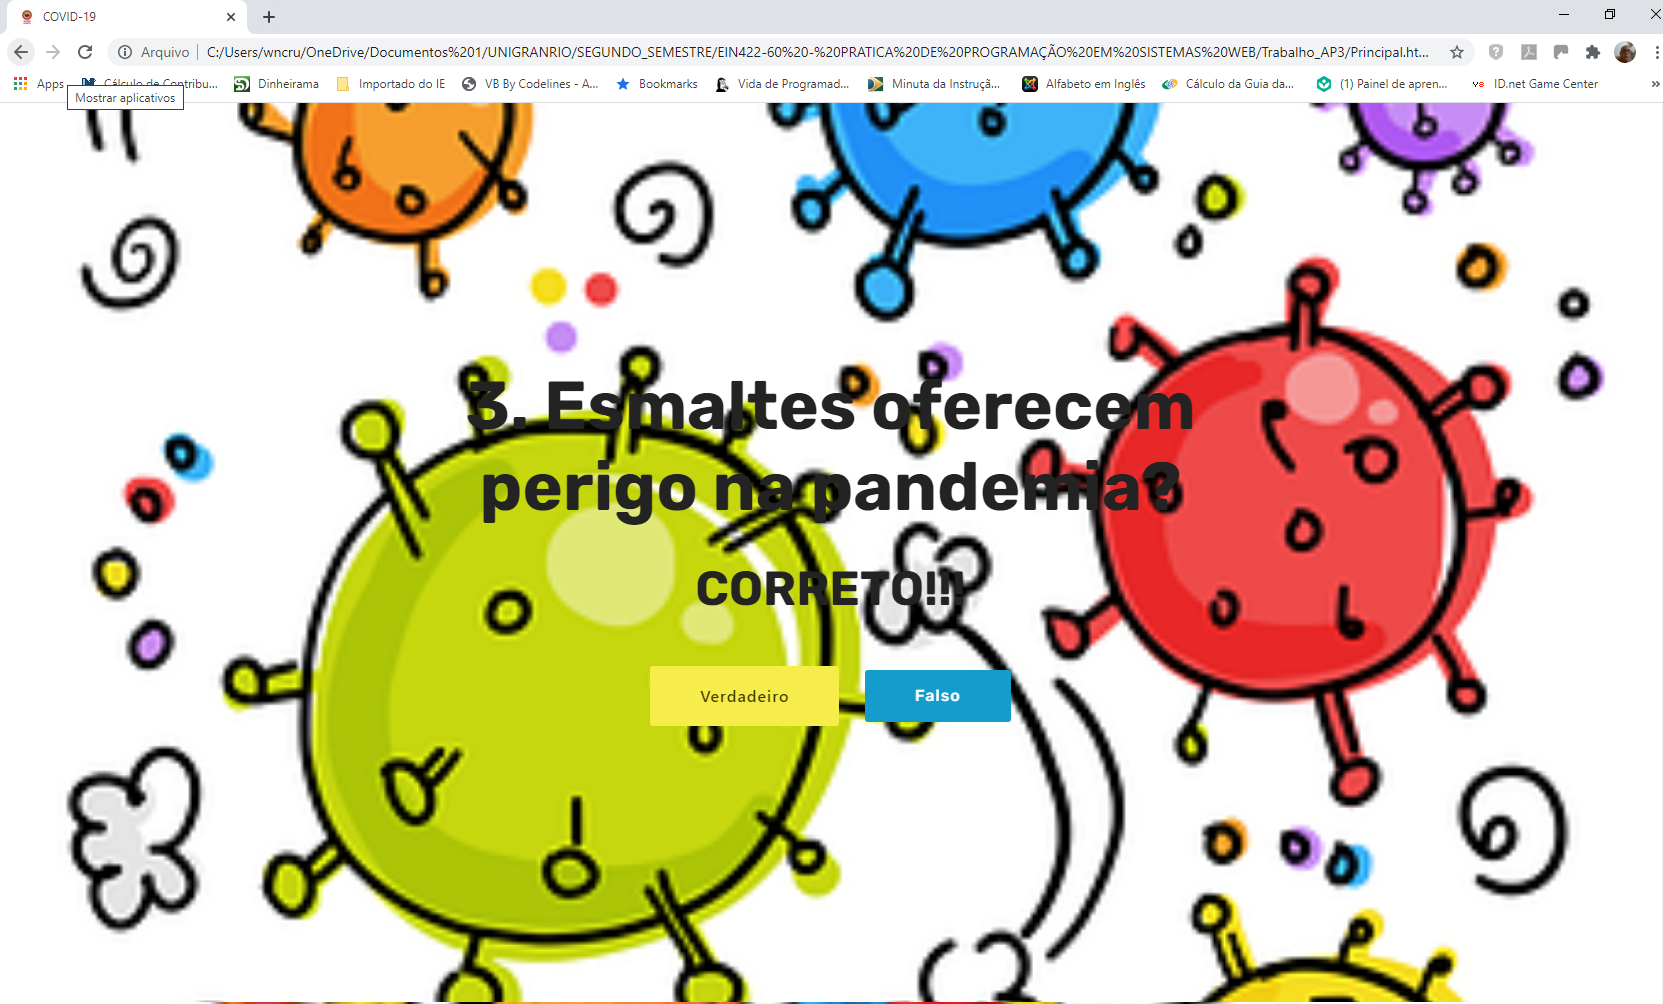 COVID-19
Arquivo
C:/Users/wncru/OneDrive/Documentos%201/UNIGRANRIO/SEGUNDO_SEMESTRE/EIN422-60%20-%20PRATICA%20DE%20PROGRAMAÇÃO%20EM%20SISTEMAS%20WEB/Trabalho_AP3/Principal.ht...
Apps
Cálculo de Contribu...
Dinheirama
Importado do IE
VB By Codelines - A...
Bookmarks
Vida de Programad...
Minuta da Instruçã...
Alfabeto em Inglês
Cálculo da Guia da...
(1) Painel de apren...
ID.net Game Center
»
Mostrar aplicativos
3. Esmaltes oferecem
perigo na pandemia?
CORRETO!!!
Verdadeiro
Falso